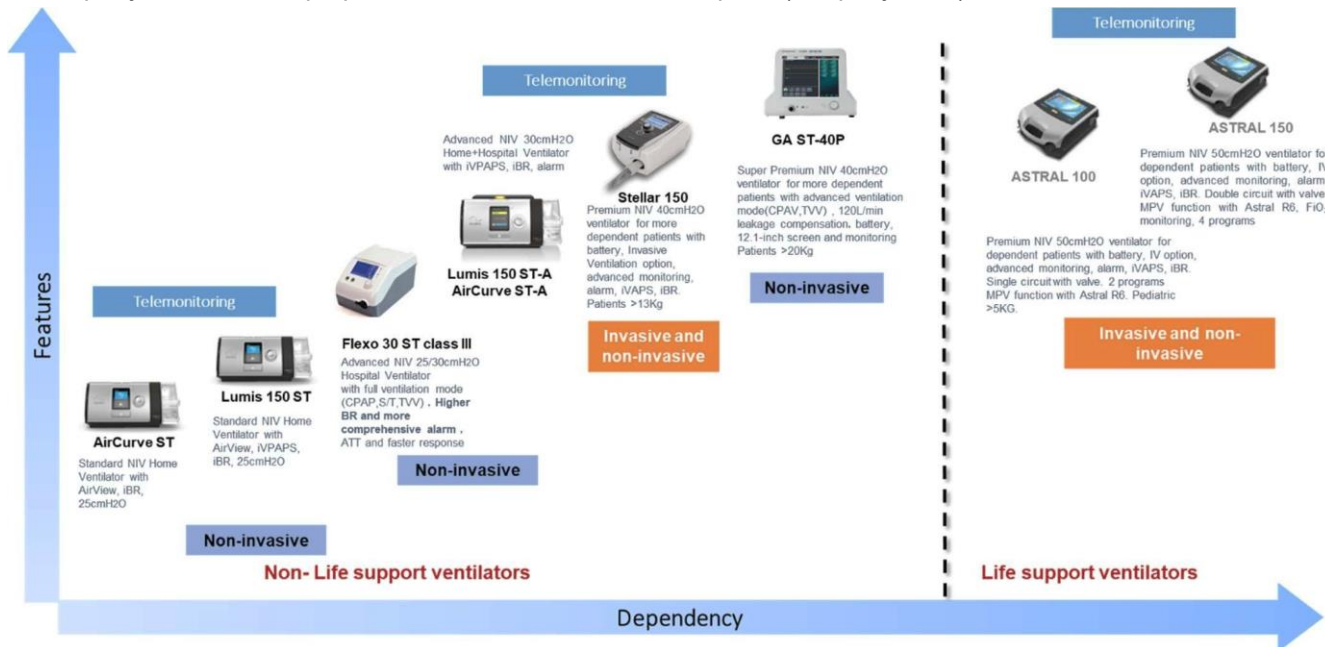 Telemonitoring
ASTRAL 150
Premium NIV 50cmH2O ventilator for
dependent patients with battery, IV
option, advanced monitoring, alarm
iVAPS, iBR. Double circuit with valve
MPV function with Astral R6, FiO
monitoring, 4 programs
ASTRAL 100
Premium NIV 50cmH2O ventilator for
dependent patients with battery, IV option,
advanced monitoring, alarm, iVAPS, iBR.
Single circuit with valve. 2 programs
MPV function with Astral R6. Pediatric
>5KG.
Invasive and non-
invasive
Life support ventilators
Telemonitoring
GA ST-40P
Super Premium NIV 40cmH2O
ventilator for more dependent
patients with advanced ventilation
mode(CPAV,TVV) , 120L/min
leakage compensation, battery,
12.1-inch screen and monitoring
Patients >20Kg
Non-invasive
Stellar 150
Premium NIV 40cmH2O
ventilator for more
dependent patients with
battery, Invasive
Ventilation option,
advanced monitoring,
alarm, iVAPS, iBR.
Patients >13Kg
Invasive and
non-invasive
Advanced NIV 30cmH2O
Home+Hospital Ventilator
with iVPAPS, iBR, alarm
Lumis 150 ST-A
AirCurve ST-A
Flexo 30 ST class III
Advanced NIV 25/30cmH2O
Hospital Ventilator
with full ventilation mode
(CPAP,S/T,TVV) . Higher
BR and more
comprehensive alarm .
ATT and faster response
Non-invasive
Telemonitoring
Lumis 150 ST
Standard NIV Home
Ventilator with
AirView, iVPAPS,
iBR, 25cmH2O
AirCurve ST
Standard NIV Home
Ventilator with
AirView, iBR,
25cmH2O
Non-invasive
Non- Life support ventilators
Features
Dependency